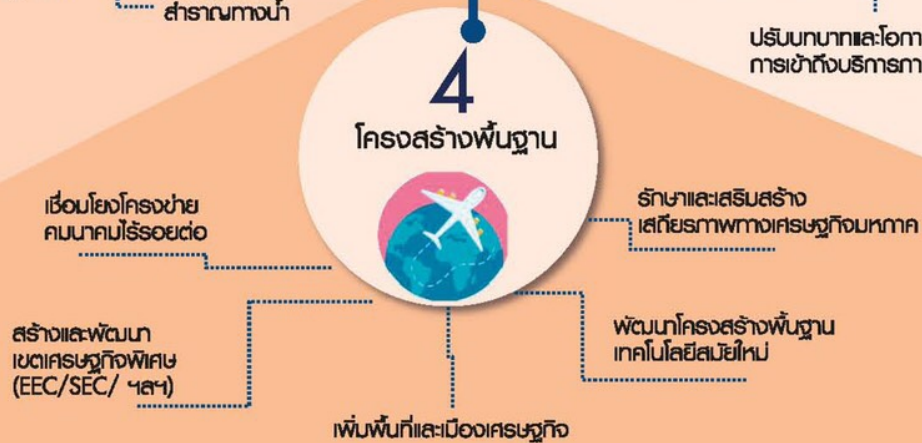 สำราญทางน้ำ
ปรับบทบาทและโอกา
การเข้าถึงบริการภา
4
โครงสร้างพื้นฐาน
เชื่อมโยงโครงข่าย
คมนาคมไร้รอยต่อ
รักษาและเสริมสร้าง
เสถียรภาพทางเศรษฐกิจมหภาค
สร้างและพัฒนา
เขตเศรษฐกิจพิเศษ
(EEC/SEC/ ฯลฯ)
พัฒนาโครงสร้างพื้นฐาน
เทคโนโลยีสมัยใหม่
เพิ่มพื้นที่และเมืองเศรษฐกิจ